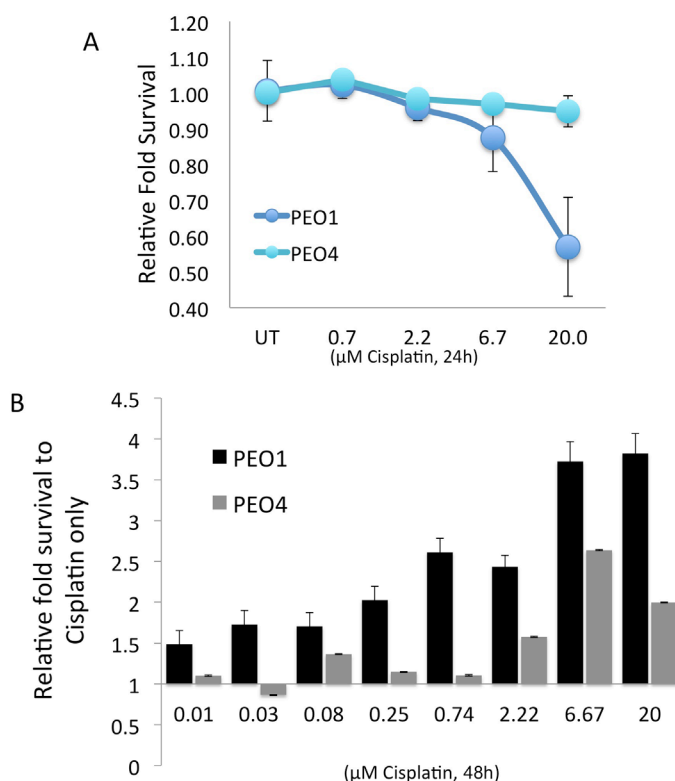 A
Relative Fold Survival
1.20
1.10
1.00
0.90
0.80
0.70
0.60
0.50
0.40
PEO1
PEO4
UT 0.7 2.2 6.7 20.0
(μM Cisplatin, 24h)
B
Relative fold survival to
Cisplatin only
4.5
4
3.5
3
2.5
2
1.5
1
0.5
0
PEO1
PEO4
0.01 0.03 0.08 0.25 0.74 2.22 6.67 20
(μM Cisplatin, 48h)